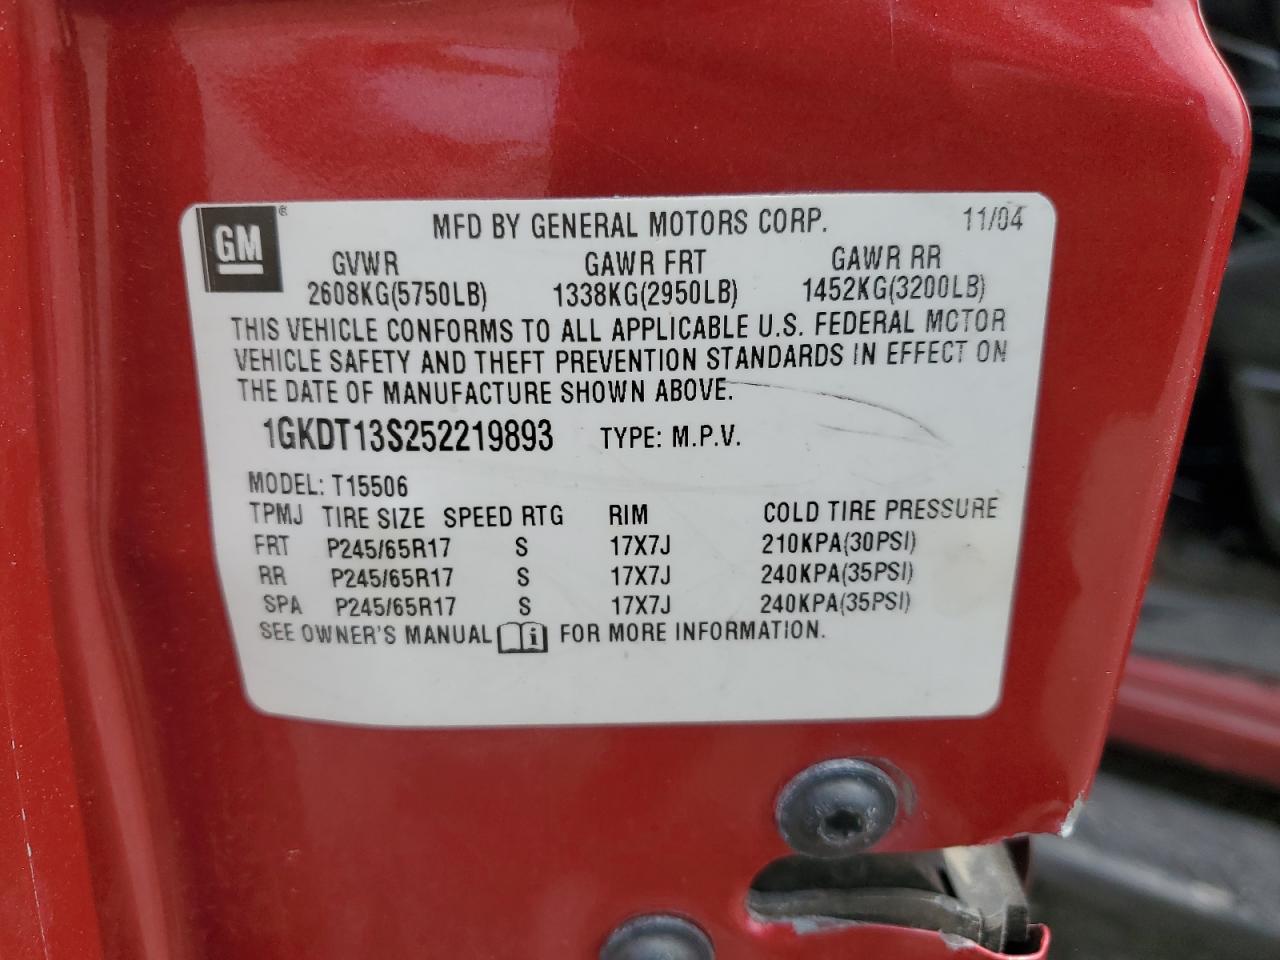 GM ® MFD BY GENERAL MOTORS CORP. 11/04
GVWR GAWR FRT GAWR RR
2608KG(5750LB) 1338KG(2950LB) 1452KG(3200LB)
THIS VEHICLE CONFORMS TO ALL APPLICABLE U.S. FEDERAL MOTOR
VEHICLE SAFETY AND THEFT PREVENTION STANDARDS IN EFFECT ON
THE DATE OF MANUFACTURE SHOWN ABOVE.
1GKDT13S252219893 TYPE: M.P.V.
MODEL: T15506
TPMJ TIRE SIZE SPEED RTG RIM COLD TIRE PRESSURE
FRT P245/65R17 S 17X7J 210KPA(30PSI)
RR P245/65R17 S 17X7J 240KPA(35PSI)
SPA P245/65R17 S 17X7J 240KPA(35PSI)
SEE OWNER'S MANUAL i FOR MORE INFORMATION.